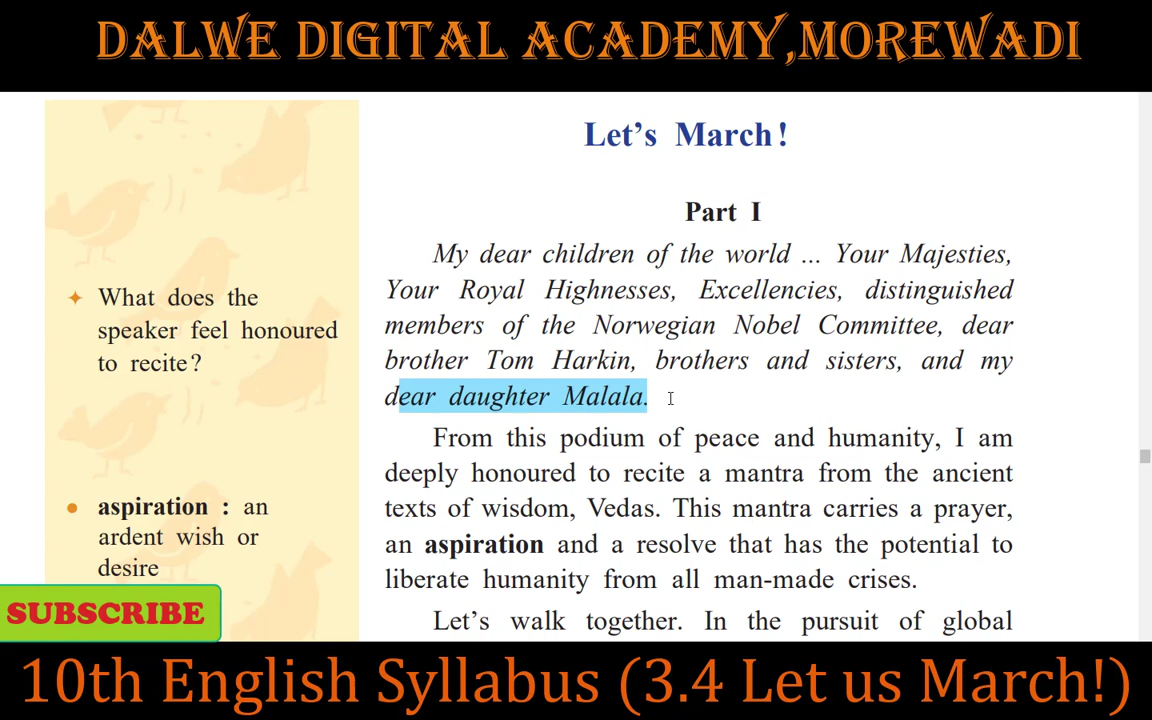 DALWE DIGITAL ACADEMY,MOREWADI
Let's March!
Part I
My dear children of the world ... Your Majesties,
Your Royal Highnesses, Excellencies, distinguished
members of the Norwegian Nobel Committee, dear
brother Tom Harkin, brothers and sisters, and my
dear daughter Malala.
From this podium of peace and humanity, I am
deeply honoured to recite a mantra from the ancient
texts of wisdom, Vedas. This mantra carries a prayer,
an aspiration and a resolve that has the potential to
liberate humanity from all man-made crises.
Let's walk together. In the pursuit of global
What does the
speaker feel honoured
to recite?
aspiration : an
ardent wish or
desire
SUBSCRIBE
10th English Syllabus (3.4 Let us March!)